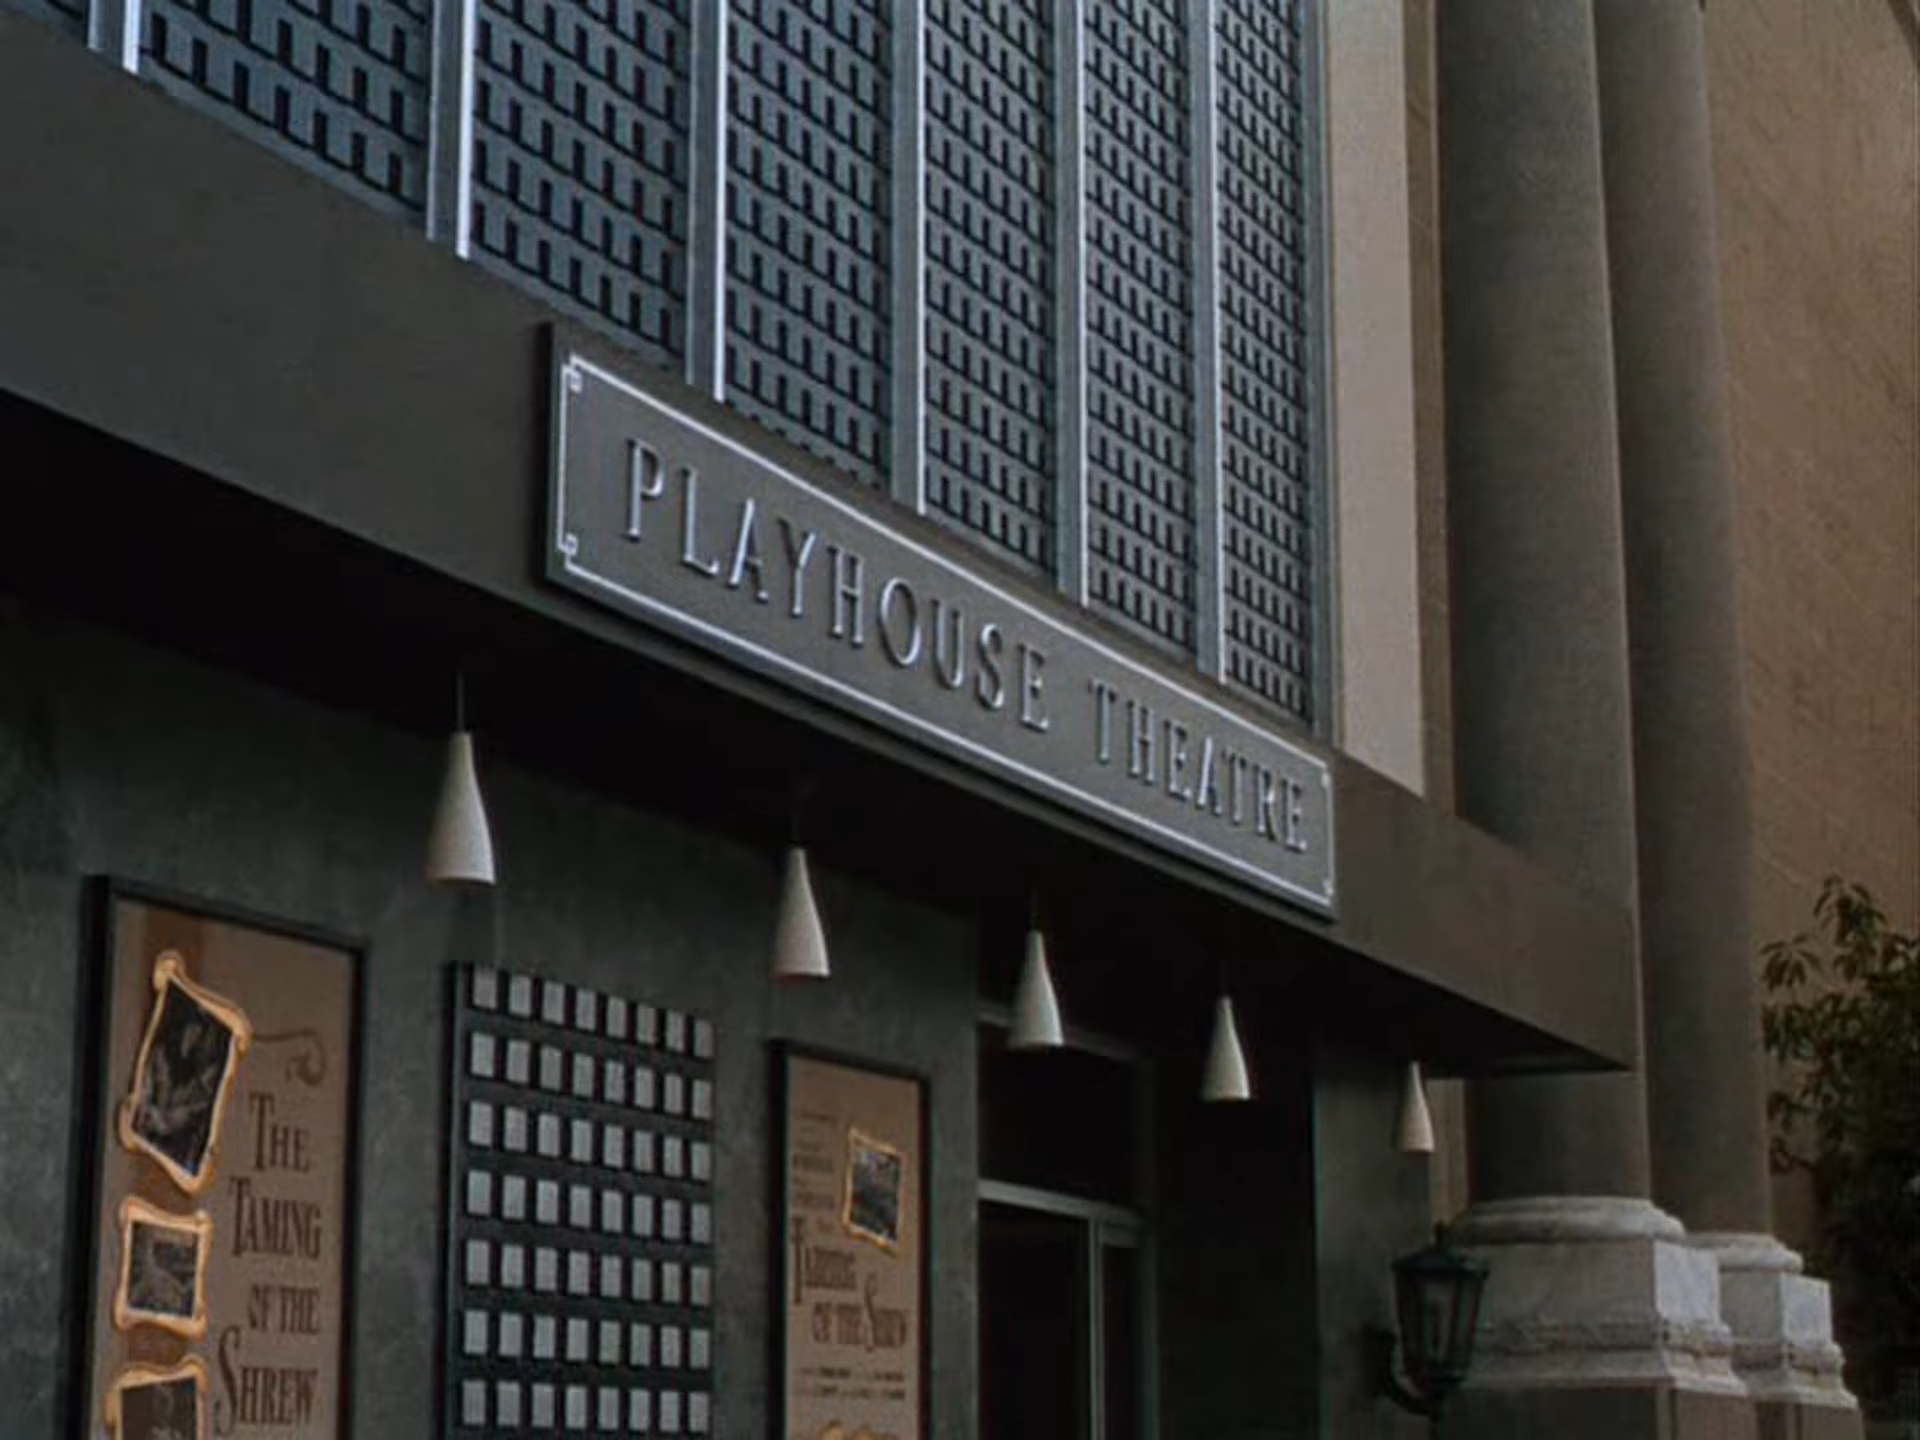 PLAYHOUSE THEATRE
THE
TAMING
OF THE
SHREW
TAMING
OF THE SHREW